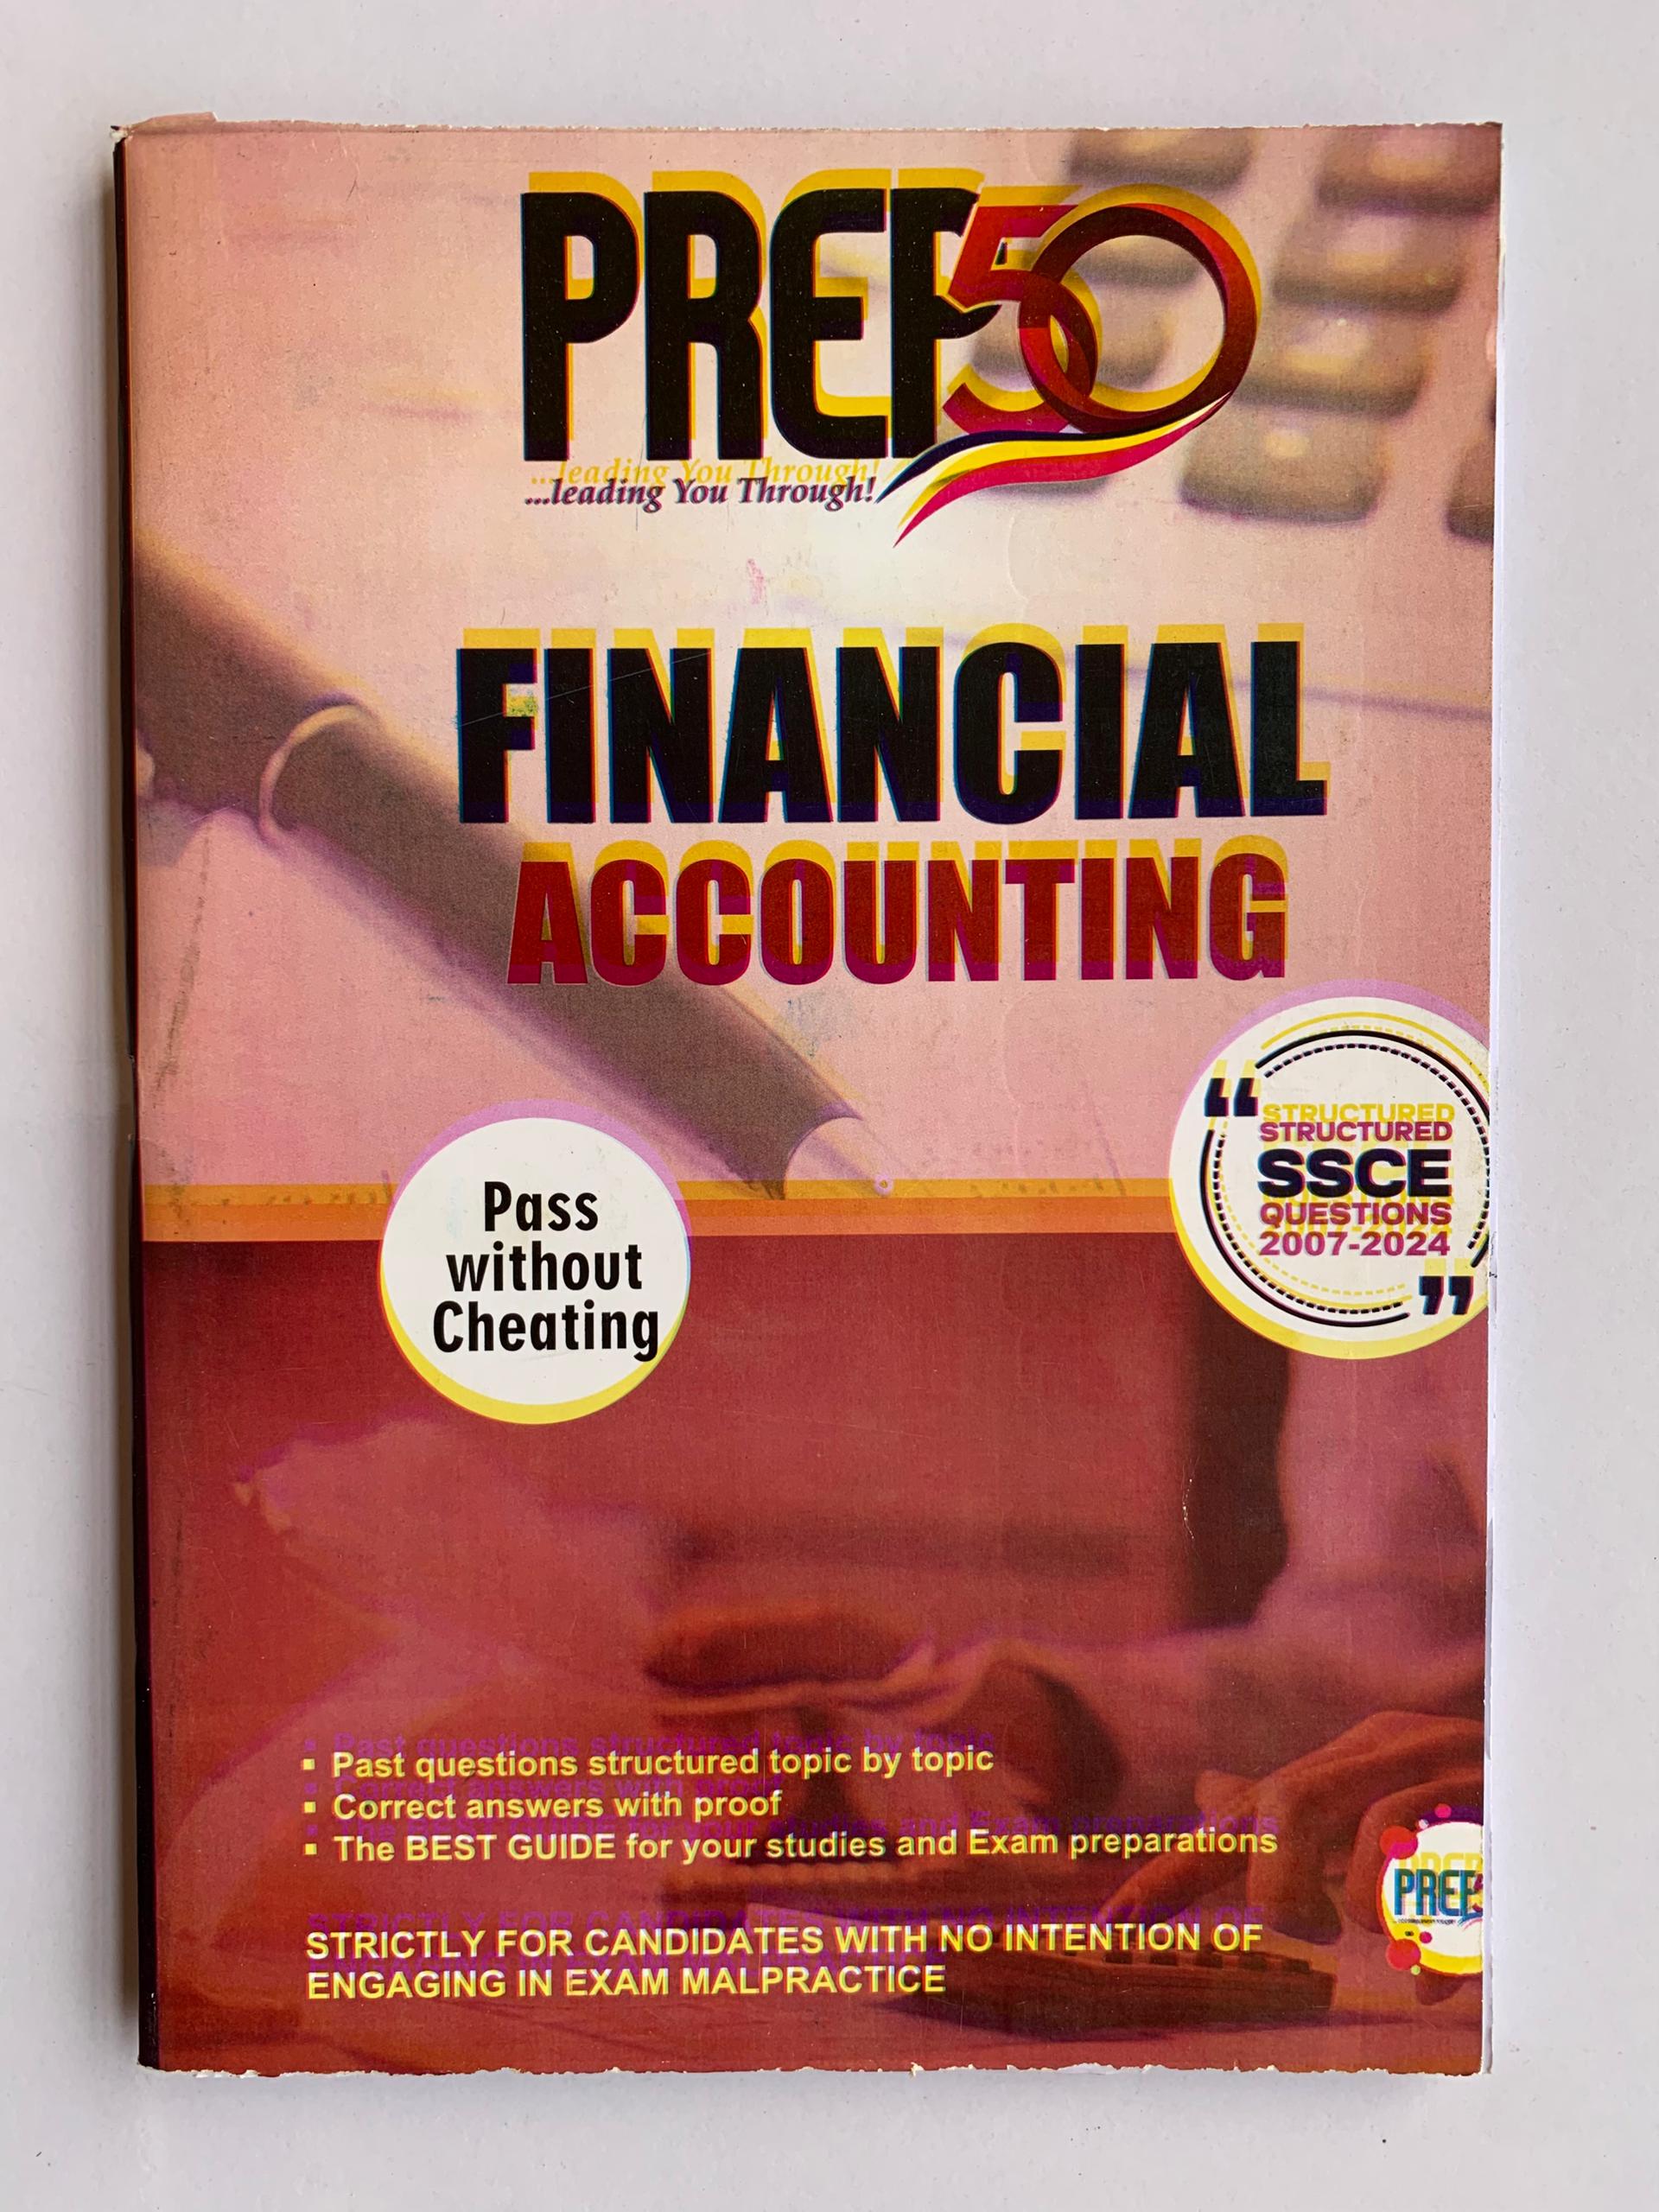 PREP50
...leading You Through!
FINANCIAL
ACCOUNTING
“
STRUCTURED
SSCE
QUESTIONS
2007-2024
”
Pass
without
Cheating
▪ Past questions structured topic by topic
▪ Correct answers with proof
▪ The BEST GUIDE for your studies and Exam preparations
STRICTLY FOR CANDIDATES WITH NO INTENTION OF
ENGAGING IN EXAM MALPRACTICE
PREP5